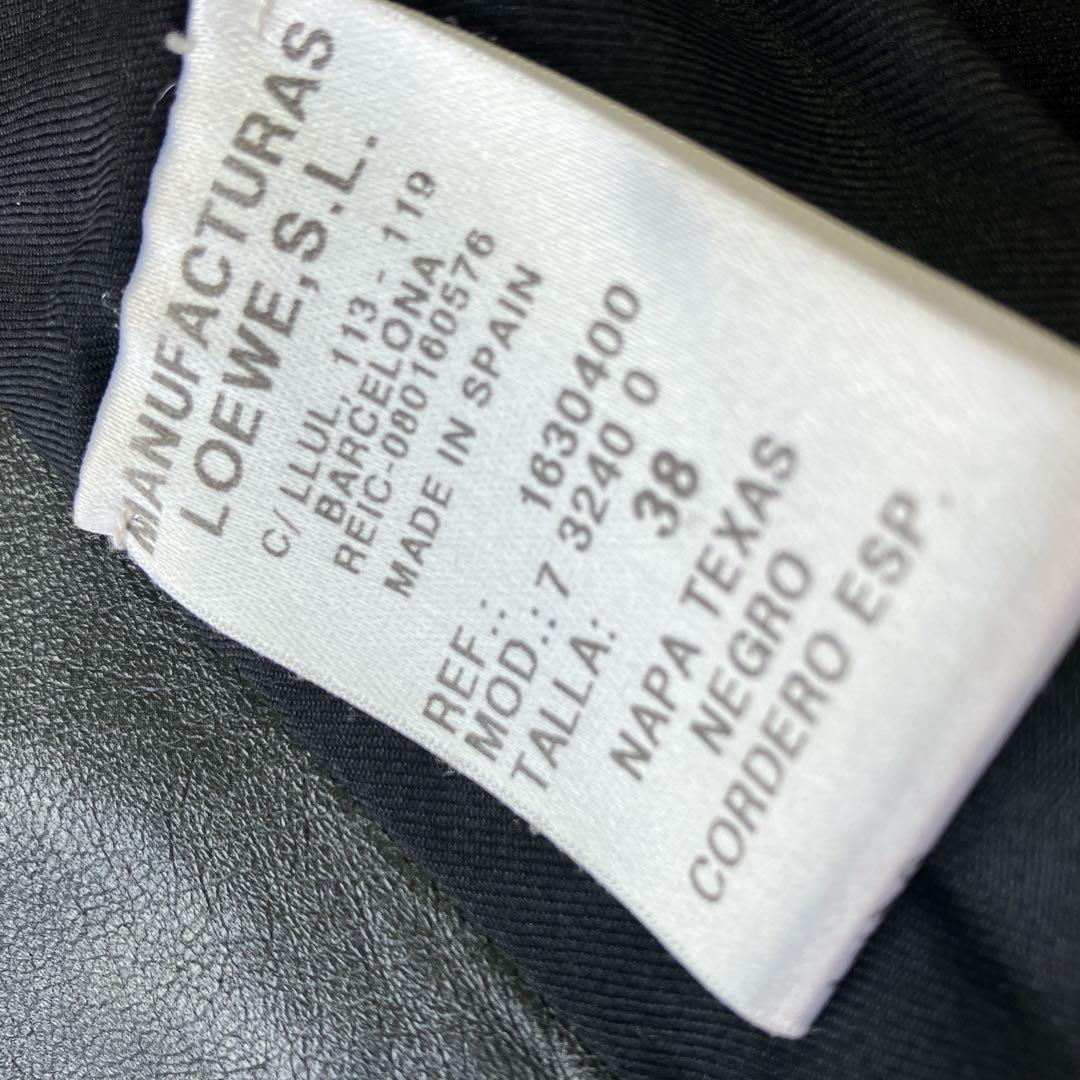 MANUFACTURAS
LOEWE,S.L.
C/ LLUL, 113 - 119
BARCELONA
REIC-080160576
MADE IN SPAIN
REF.: 1630400
MOD.: 7 3240 0
TALLA: 38
NAPA TEXAS
NEGRO
CORDERO ESP.